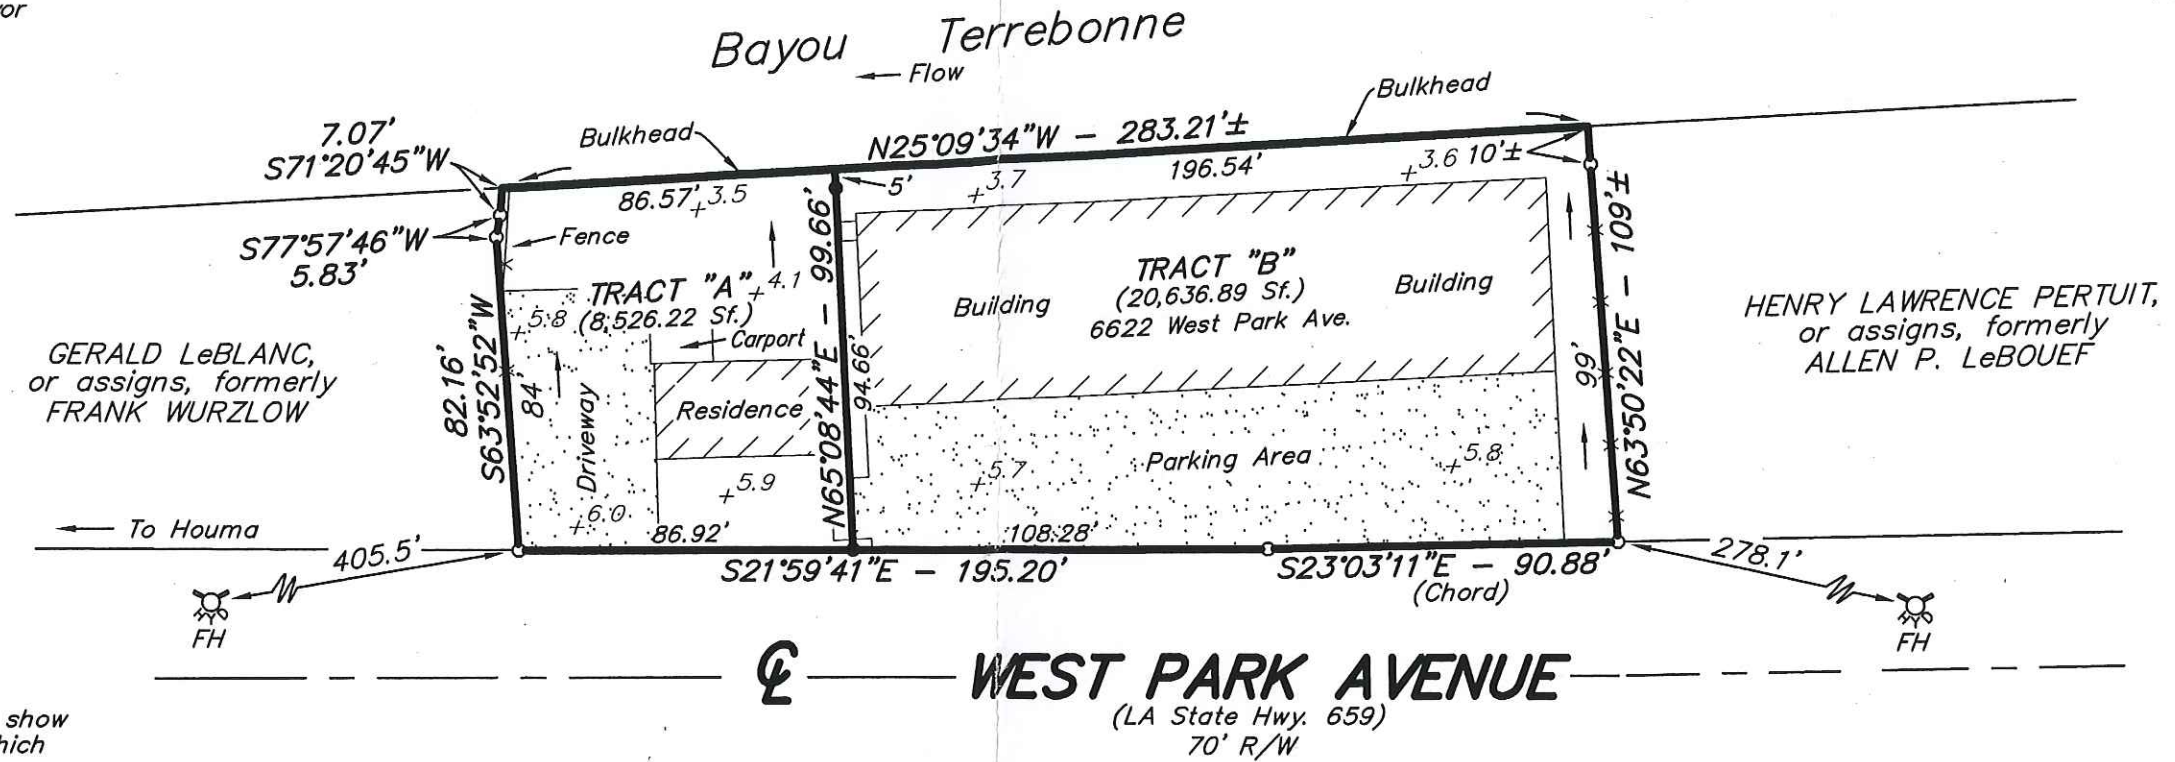 or
Bayou Terrebonne
Flow
7.07'
S71°20'45"W
Bulkhead
N25°09'34"W - 283.21'±
Bulkhead
86.57'
+3.5
5'
+3.7
196.54'
+3.6
10'±
S77°57'46"W
5.83'
Fence
TRACT "A"
(8,526.22 Sf.)
+4.1
+5.8
Carport
N65°08'44"E - 99.66'
94.66'
Building
TRACT "B"
(20,636.89 Sf.)
6622 West Park Ave.
Building
N63°50'22"E - 109'±
99'
HENRY LAWRENCE PERTUIT,
or assigns, formerly
ALLEN P. LeBOUEF
GERALD LeBLANC,
or assigns, formerly
FRANK WURZLOW
82.16'
S63°52'52"W
84'
Driveway
Residence
+5.9
+6.0
Parking Area
+5.7
+5.8
To Houma
405.5'
86.92'
108.28'
S21°59'41"E - 195.20'
S23°03'11"E - 90.88'
(Chord)
278.1'
FH
FH
℄ WEST PARK AVENUE
(LA State Hwy. 659)
70' R/W
show
hich